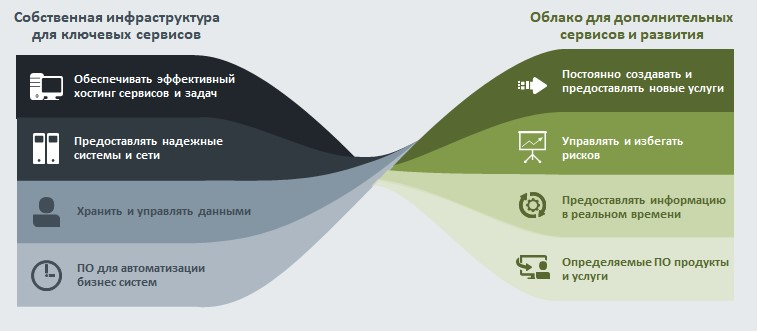 Собственная инфраструктура
для ключевых сервисов
Обеспечивать эффективный
хостинг сервисов и задач
Предоставлять надежные
системы и сети
Хранить и управлять данными
ПО для автоматизации
бизнес систем
Облако для дополнительных
сервисов и развития
Постоянно создавать и
предоставлять новые услуги
Управлять и избегать
рисков
Предоставлять информацию
в реальном времени
Определяемые ПО продукты
и услуги